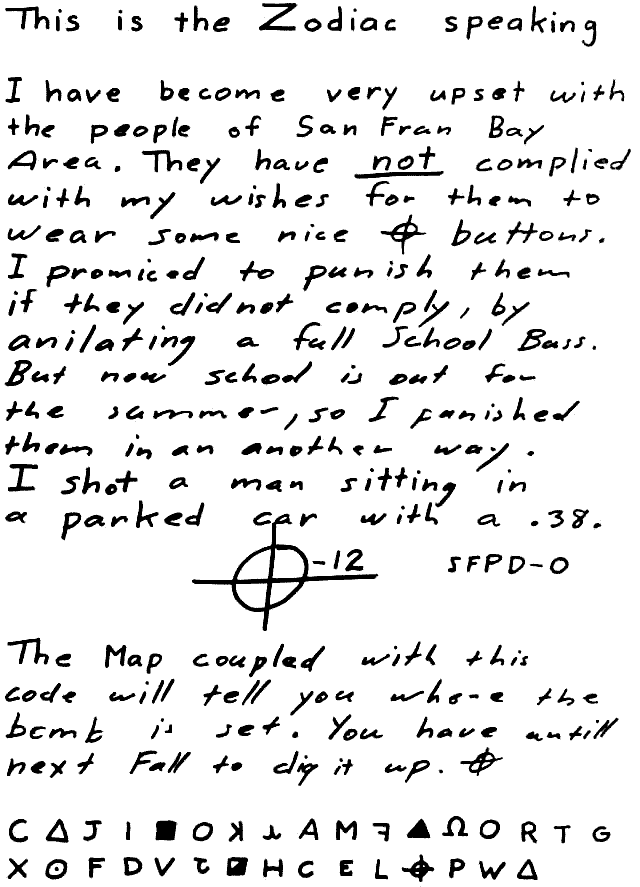 This is the Zodiac speaking
I have become very upset with
the people of San Fran Bay
Area. They have not complied
with my wishes for them to
wear some nice ⌖ buttons.
I promiced to punish them
if they did not comply, by
anilating a full School Buss.
But now school is out for
the summer, so I punished
them in an another way.
I shot a man sitting in
a parked car with a .38.
⌖-12 SFPD-0
The Map coupled with this
code will tell you whore the
bomb is set. You have untill
next Fall to dig it up. ⌖
C Δ J I ■ O ꓘ ⅄ A M ꟻ ▲ Ω O R T G
X ⊙ F D V Ƨ ◪ H C E L ⌖ P W Δ